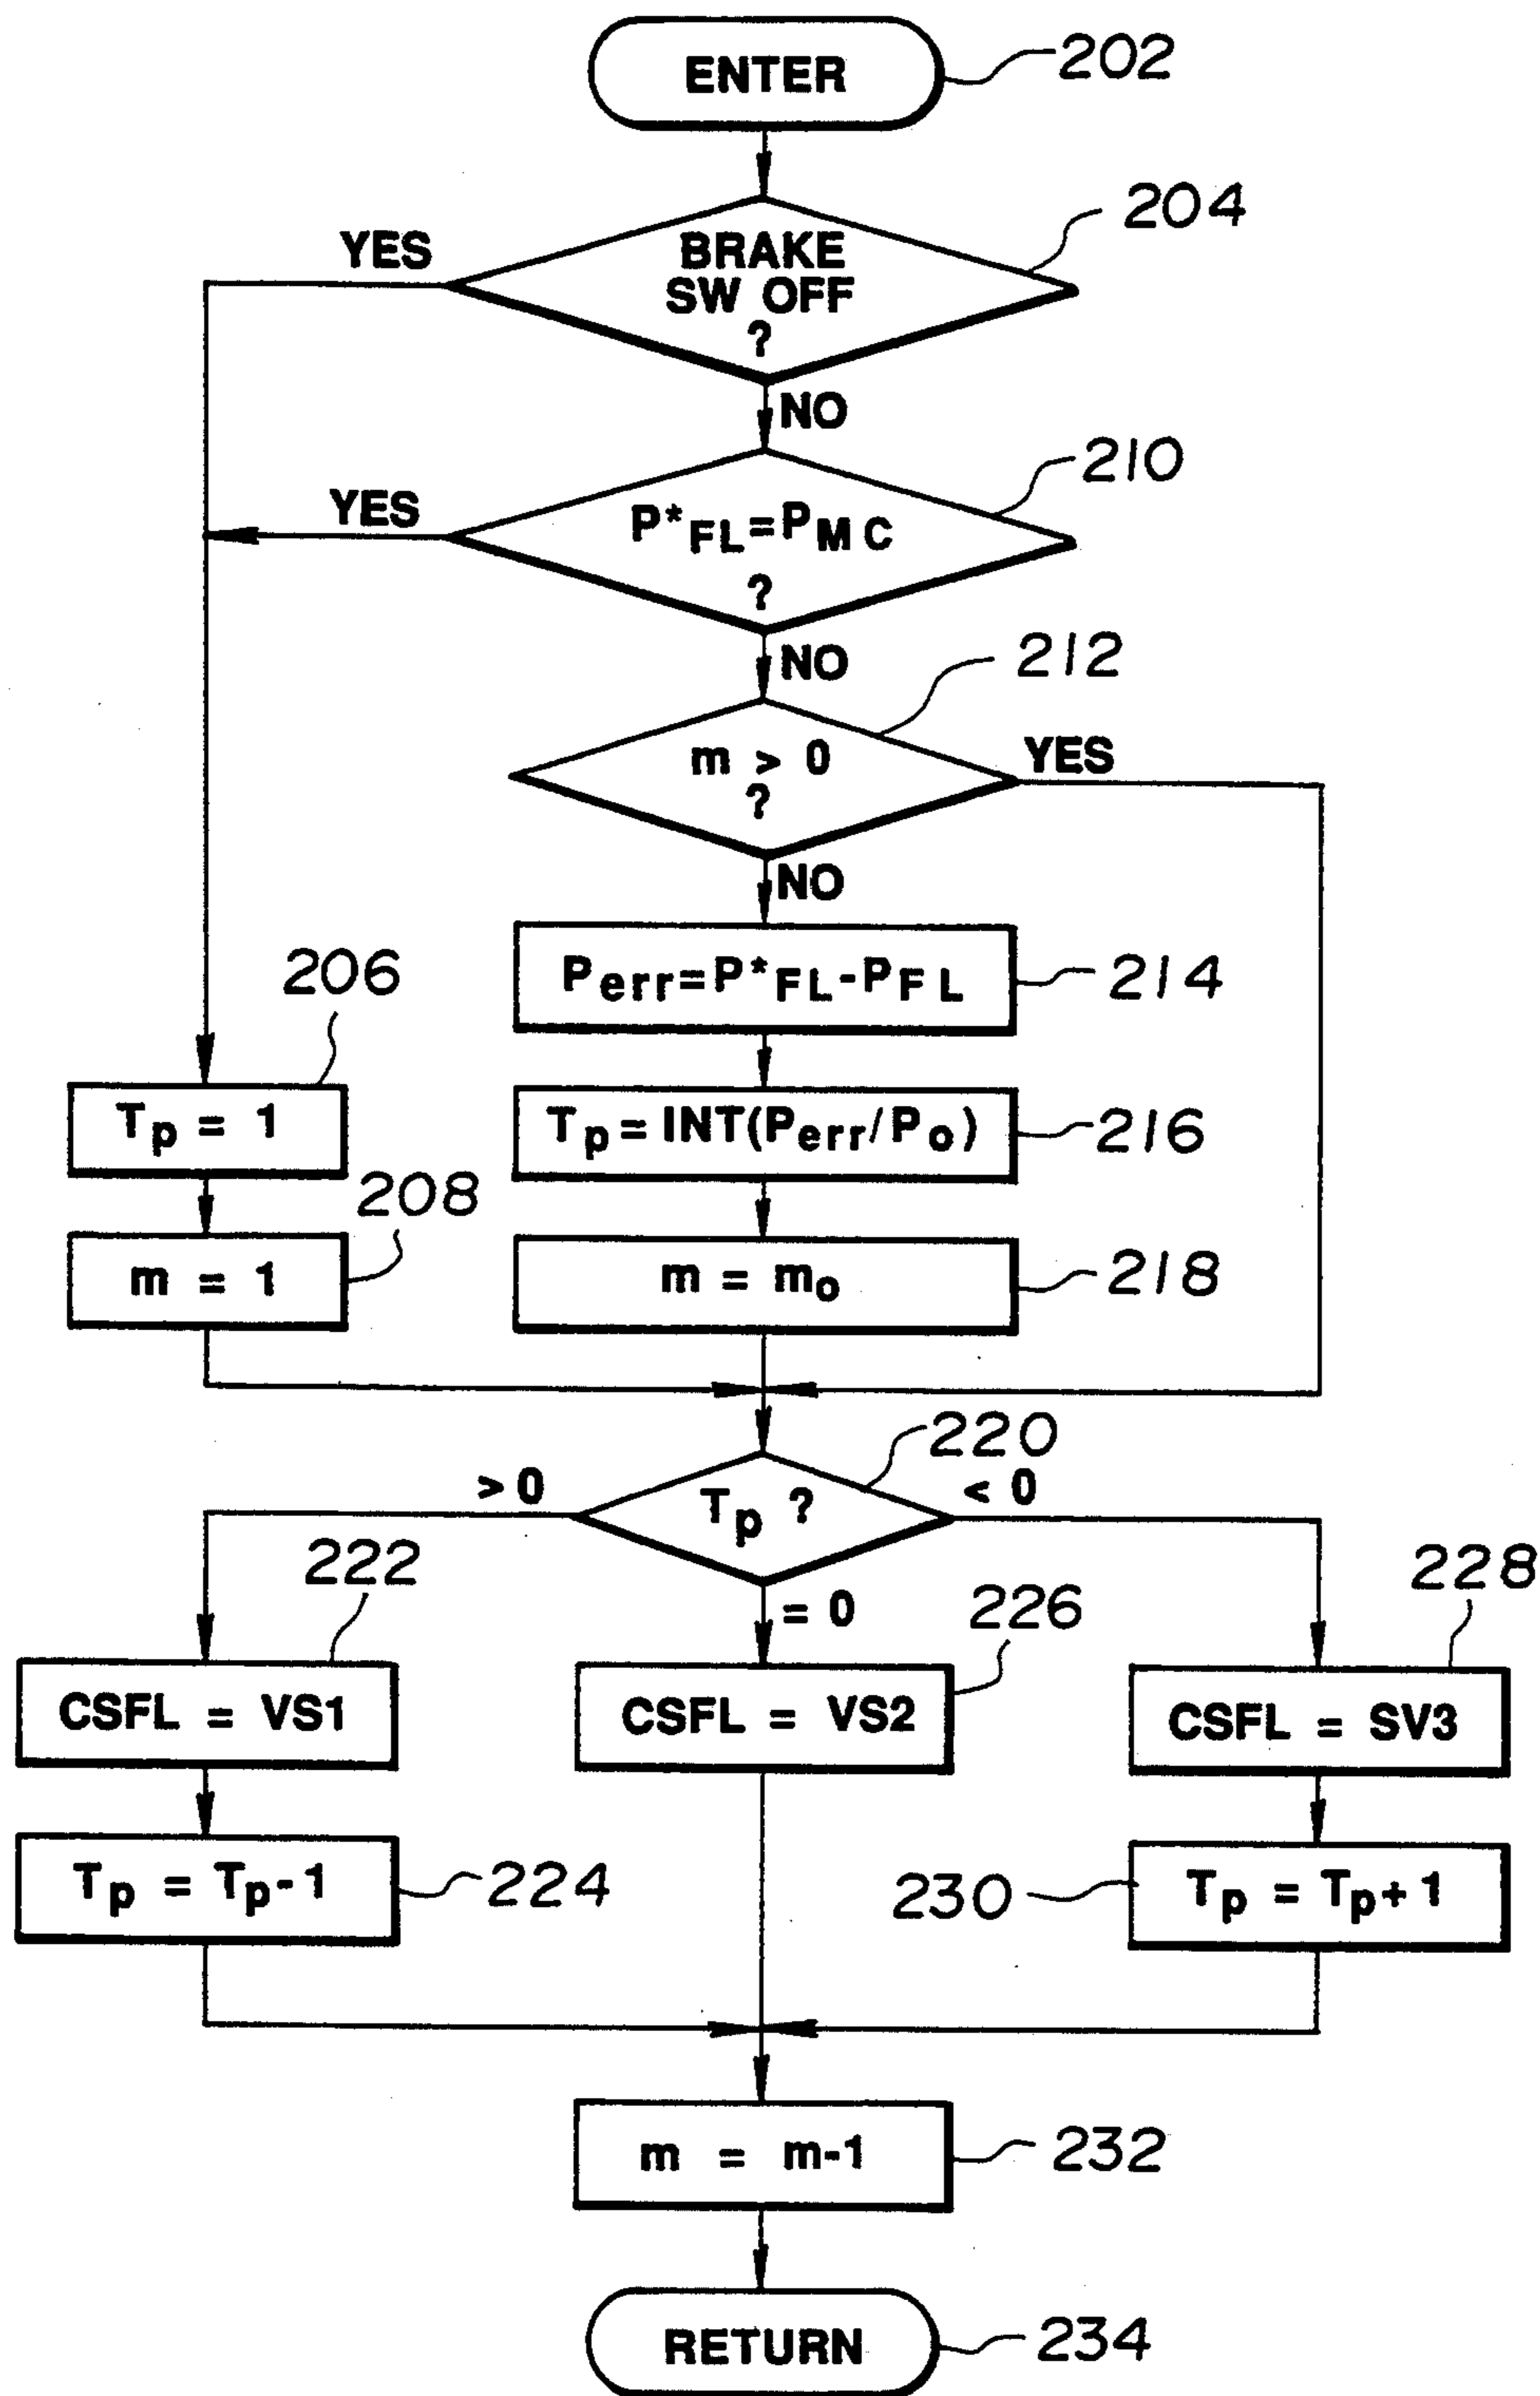 ENTER
202
BRAKE
SW OFF
?
204
YES
NO
P*FL=PMC
?
210
YES
NO
m > 0
?
212
YES
NO
Perr=P*FL-PFL
214
206
Tp = 1
Tp=INT(Perr/Po)
216
208
m = 1
m = mo
218
220
Tp ?
> 0
< 0
= 0
222
CSFL = VS1
226
CSFL = VS2
228
CSFL = SV3
Tp = Tp-1
224
230
Tp = Tp+1
m = m-1
232
RETURN
234